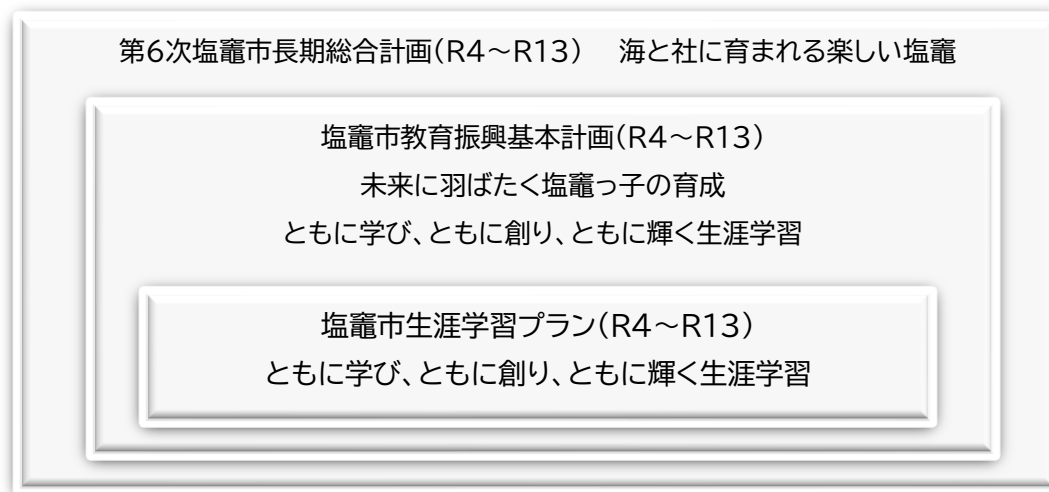 第6次塩竈市長期総合計画(R4～R13)　海と社に育まれる楽しい塩竈
塩竈市教育振興基本計画(R4～R13)
未来に羽ばたく塩竈っ子の育成
ともに学び、ともに創り、ともに輝く生涯学習
塩竈市生涯学習プラン(R4～R13)
ともに学び、ともに創り、ともに輝く生涯学習